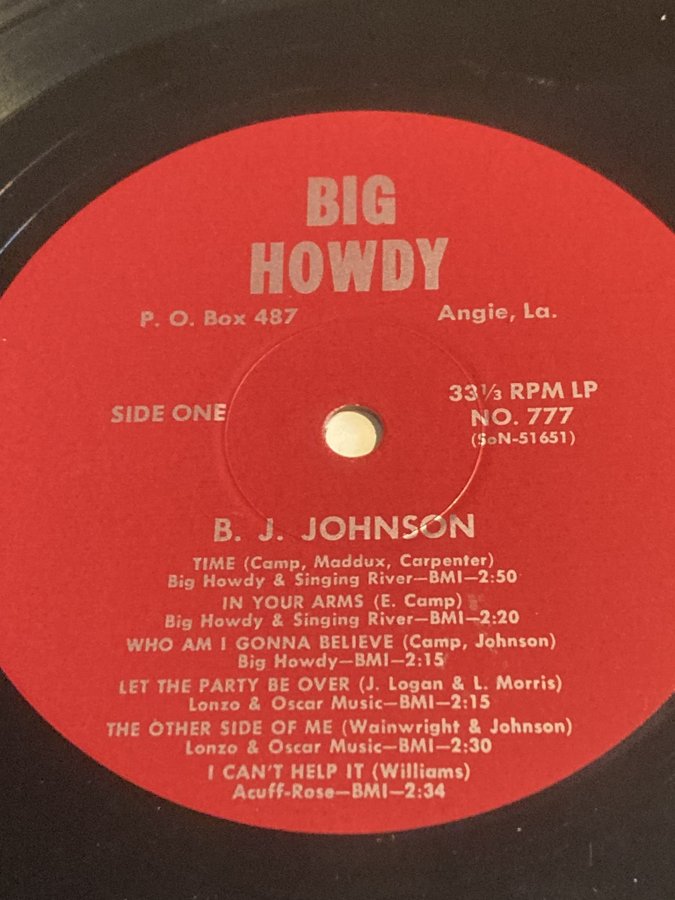 BIG
HOWDY
P. O. Box 487 Angie, La.
SIDE ONE
33⅓ RPM LP
NO. 777
(SoN-51651)
B. J. JOHNSON
TIME (Camp, Maddux, Carpenter)
Big Howdy & Singing River—BMI—2:50
IN YOUR ARMS (E. Camp)
Big Howdy & Singing River—BMI—2:20
WHO AM I GONNA BELIEVE (Camp, Johnson)
Big Howdy—BMI—2:15
LET THE PARTY BE OVER (J. Logan & L. Morris)
Lonzo & Oscar Music—BMI—2:15
THE OTHER SIDE OF ME (Wainwright & Johnson)
Lonzo & Oscar Music—BMI—2:30
I CAN'T HELP IT (Williams)
Acuff-Rose—BMI—2:34